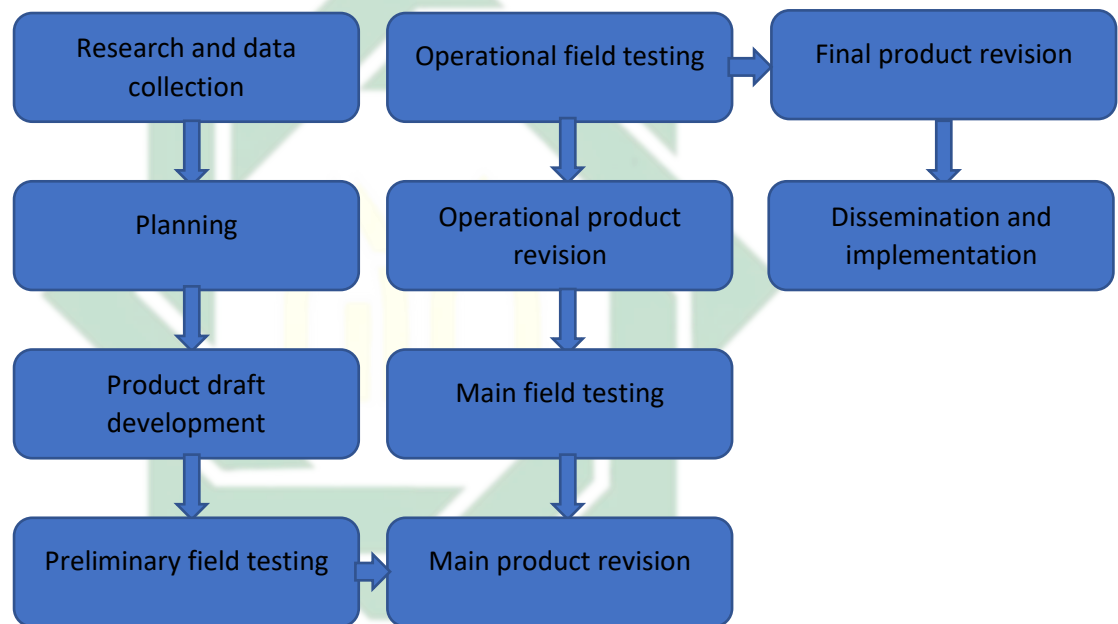 Research and data
collection
Planning
Product draft
development
Preliminary field testing
Operational field testing
Operational product
revision
Main field testing
Main product revision
Final product revision
Dissemination and
implementation